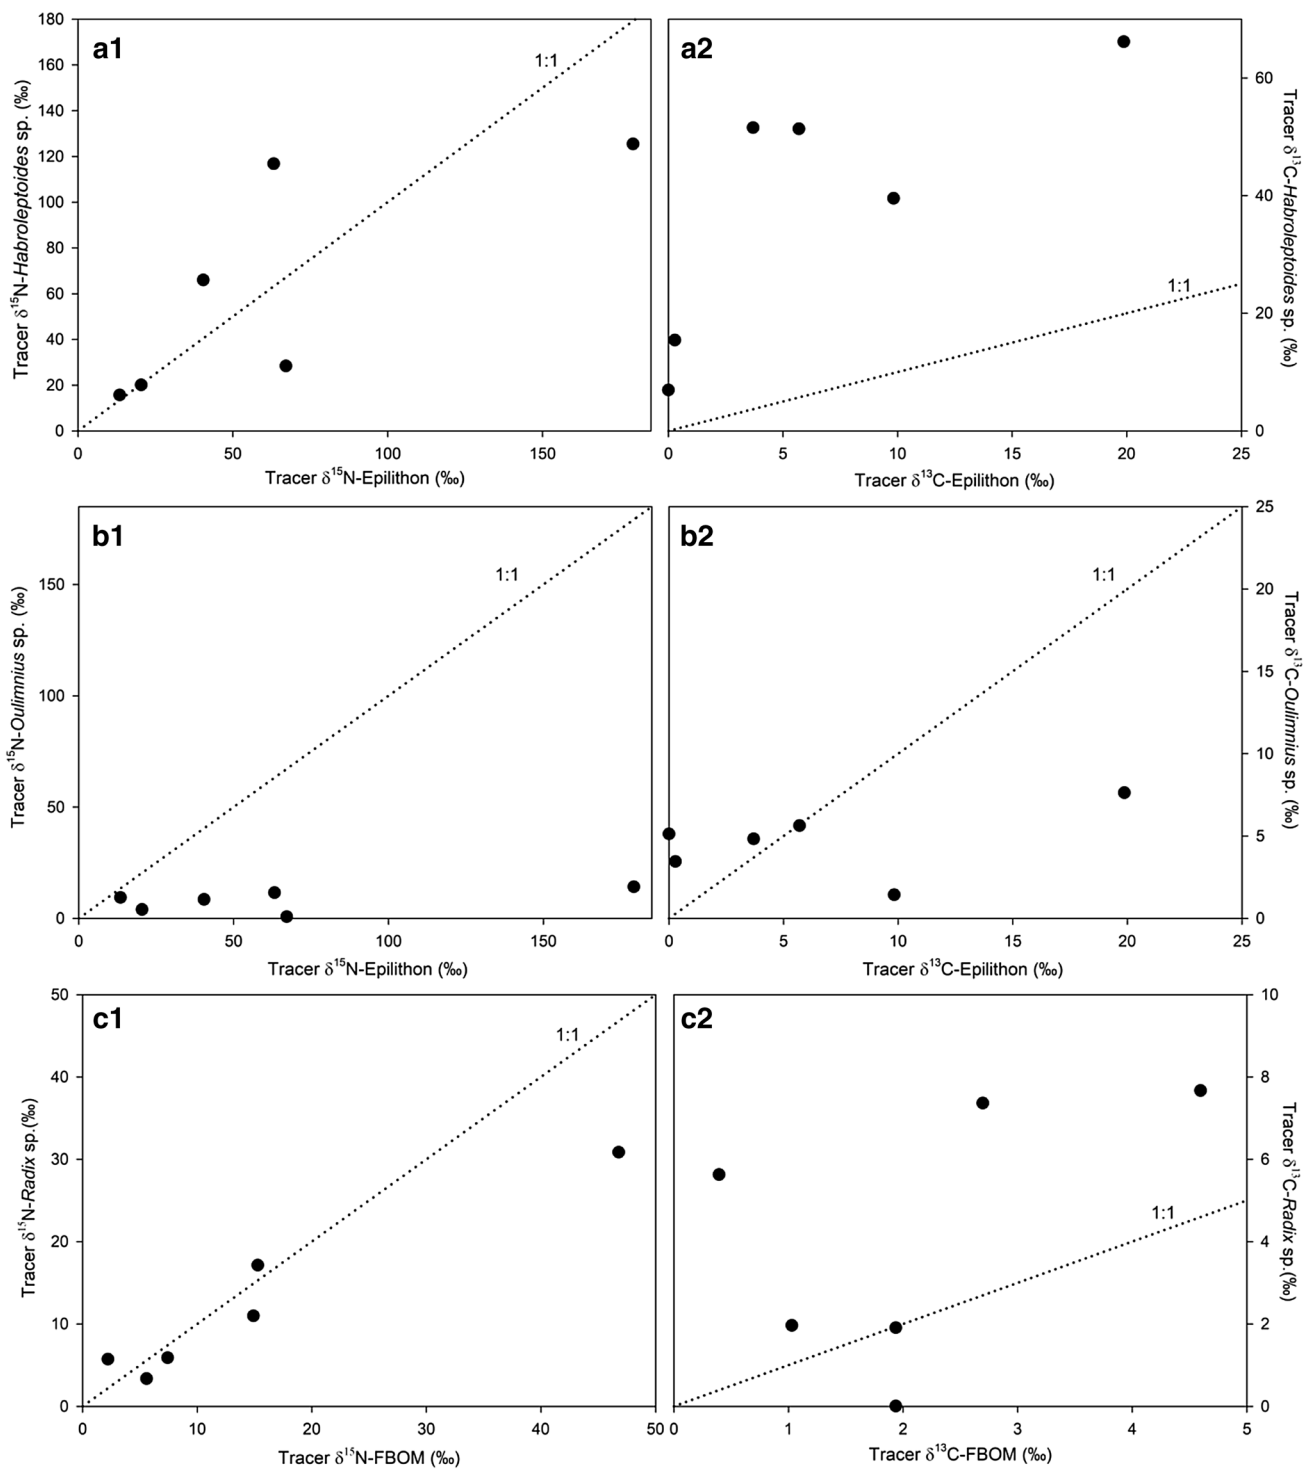 a1
1:1
180
160
140
120
100
80
60
40
20
0
0 50 100 150
Tracer δ15N-Habroleptoides sp. (‰)
Tracer δ15N-Epilithon (‰)
a2
1:1
60
40
20
0
0 5 10 15 20 25
Tracer δ13C-Habroleptoides sp. (‰)
Tracer δ13C-Epilithon (‰)
b1
1:1
150
100
50
0
0 50 100 150
Tracer δ15N-Oulimnius sp. (‰)
Tracer δ15N-Epilithon (‰)
b2
1:1
25
20
15
10
5
0
0 5 10 15 20 25
Tracer δ13C-Oulimnius sp. (‰)
Tracer δ13C-Epilithon (‰)
c1
1:1
50
40
30
20
10
0
0 10 20 30 40 50
Tracer δ15N-Radix sp.(‰)
Tracer δ15N-FBOM (‰)
c2
1:1
10
8
6
4
2
0
0 1 2 3 4 5
Tracer δ13C-Radix sp.(‰)
Tracer δ13C-FBOM (‰)